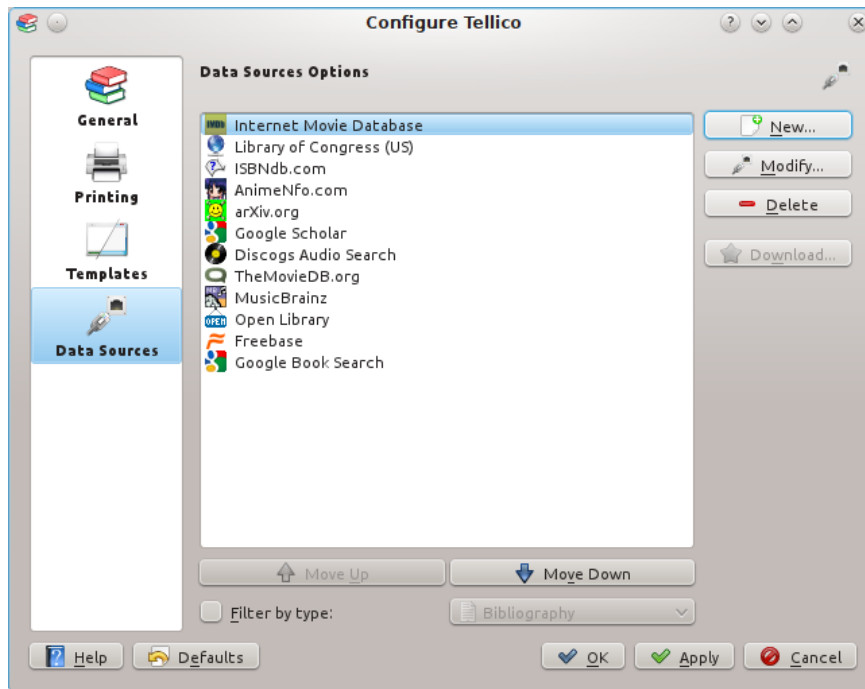 Configure Tellico
General
Printing
Templates
Data Sources
Data Sources Options
IMDb Internet Movie Database
Library of Congress (US)
ISBNdb.com
AnimeNfo.com
arXiv.org
Google Scholar
Discogs Audio Search
TheMovieDB.org
MusicBrainz
OPEN Open Library
Freebase
Google Book Search
New...
Modify...
Delete
Download...
Move Up
Move Down
Filter by type:
Bibliography
Help
Defaults
OK
Apply
Cancel